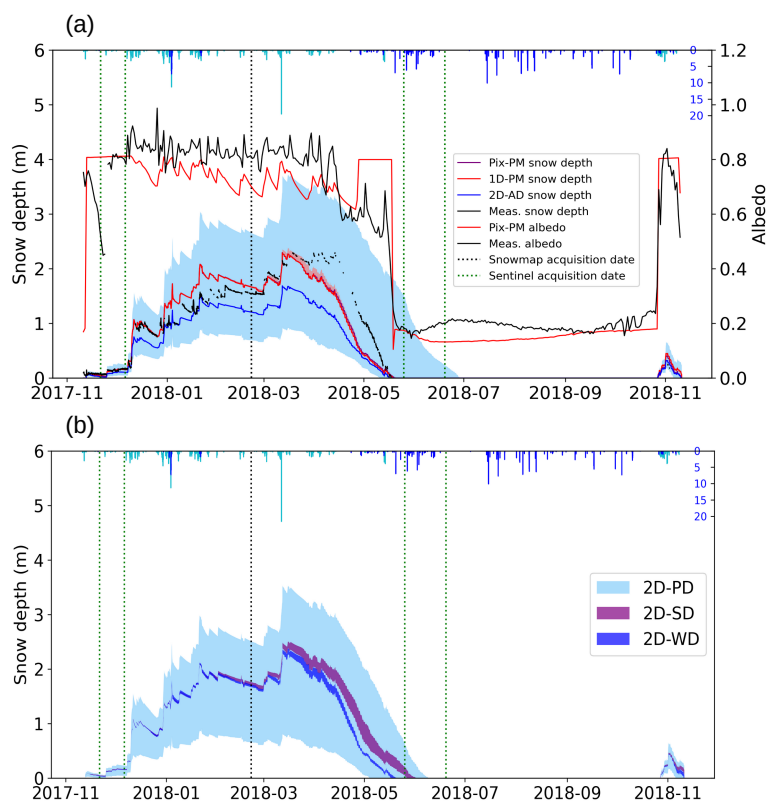 (a)
6
5
4
3
2
1
0
Snow depth (m)
1.2
1.0
0.8
0.6
0.4
0.2
0.0
Albedo
0
5
10
15
20
Pix-PM snow depth
1D-PM snow depth
2D-AD snow depth
Meas. snow depth
Pix-PM albedo
Meas. albedo
Snowmap acquisition date
Sentinel acquisition date
2017-11 2018-01 2018-03 2018-05 2018-07 2018-09 2018-11
(b)
6
5
4
3
2
1
0
Snow depth (m)
0
5
10
15
20
2D-PD
2D-SD
2D-WD
2017-11 2018-01 2018-03 2018-05 2018-07 2018-09 2018-11